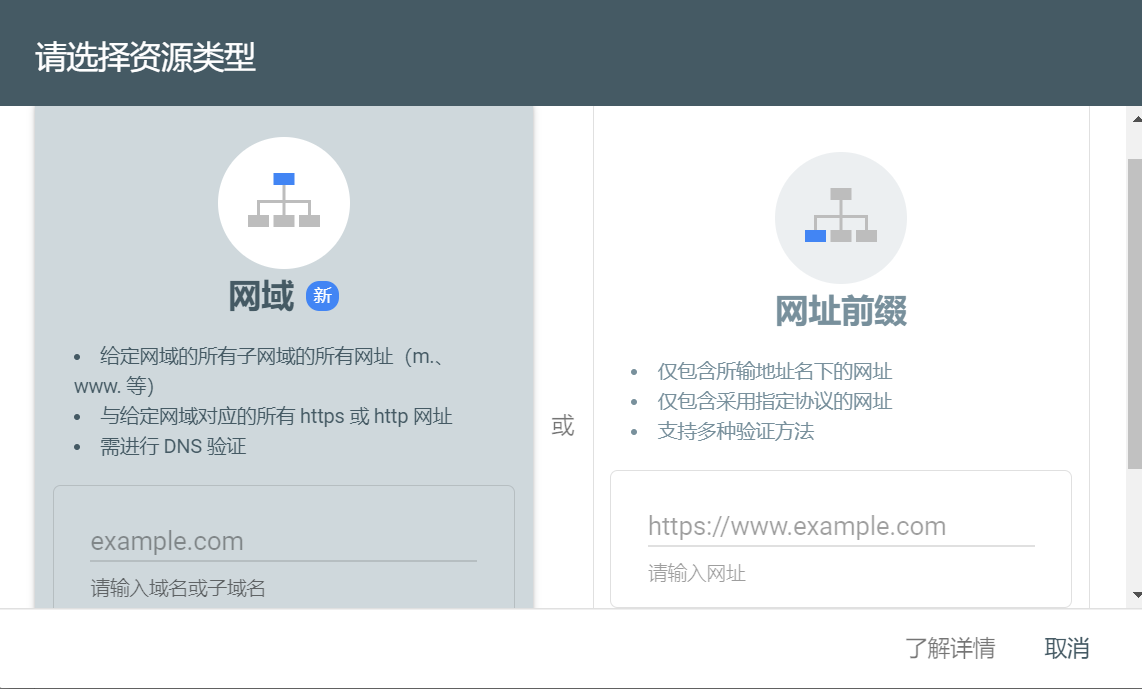 请选择资源类型
网域 新
给定网域的所有子网域的所有网址（m.、
www. 等）
与给定网域对应的所有 https 或 http 网址
需进行 DNS 验证
example.com
请输入域名或子域名
或
网址前缀
仅包含所输地址名下的网址
仅包含采用指定协议的网址
支持多种验证方法
https://www.example.com
请输入网址
了解详情
取消